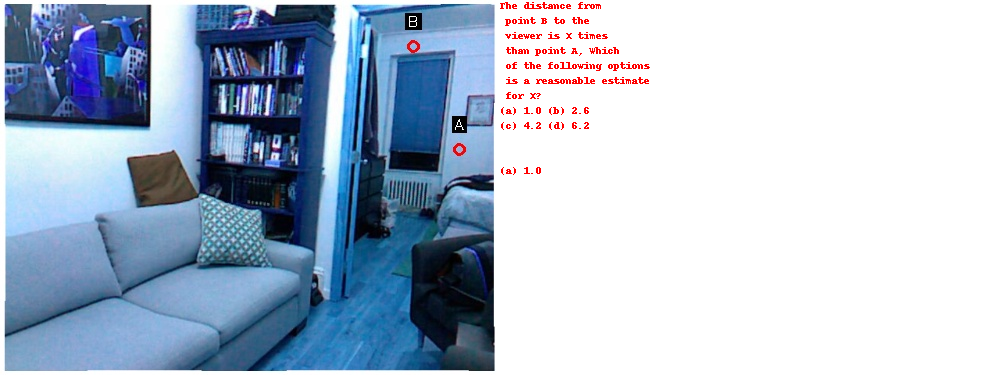 B
A
The distance from
point B to the
viewer is X times
than point A, Which
of the following options
is a reasonable estimate
for X?
(a) 1.0 (b) 2.6
(c) 4.2 (d) 6.2
(a) 1.0